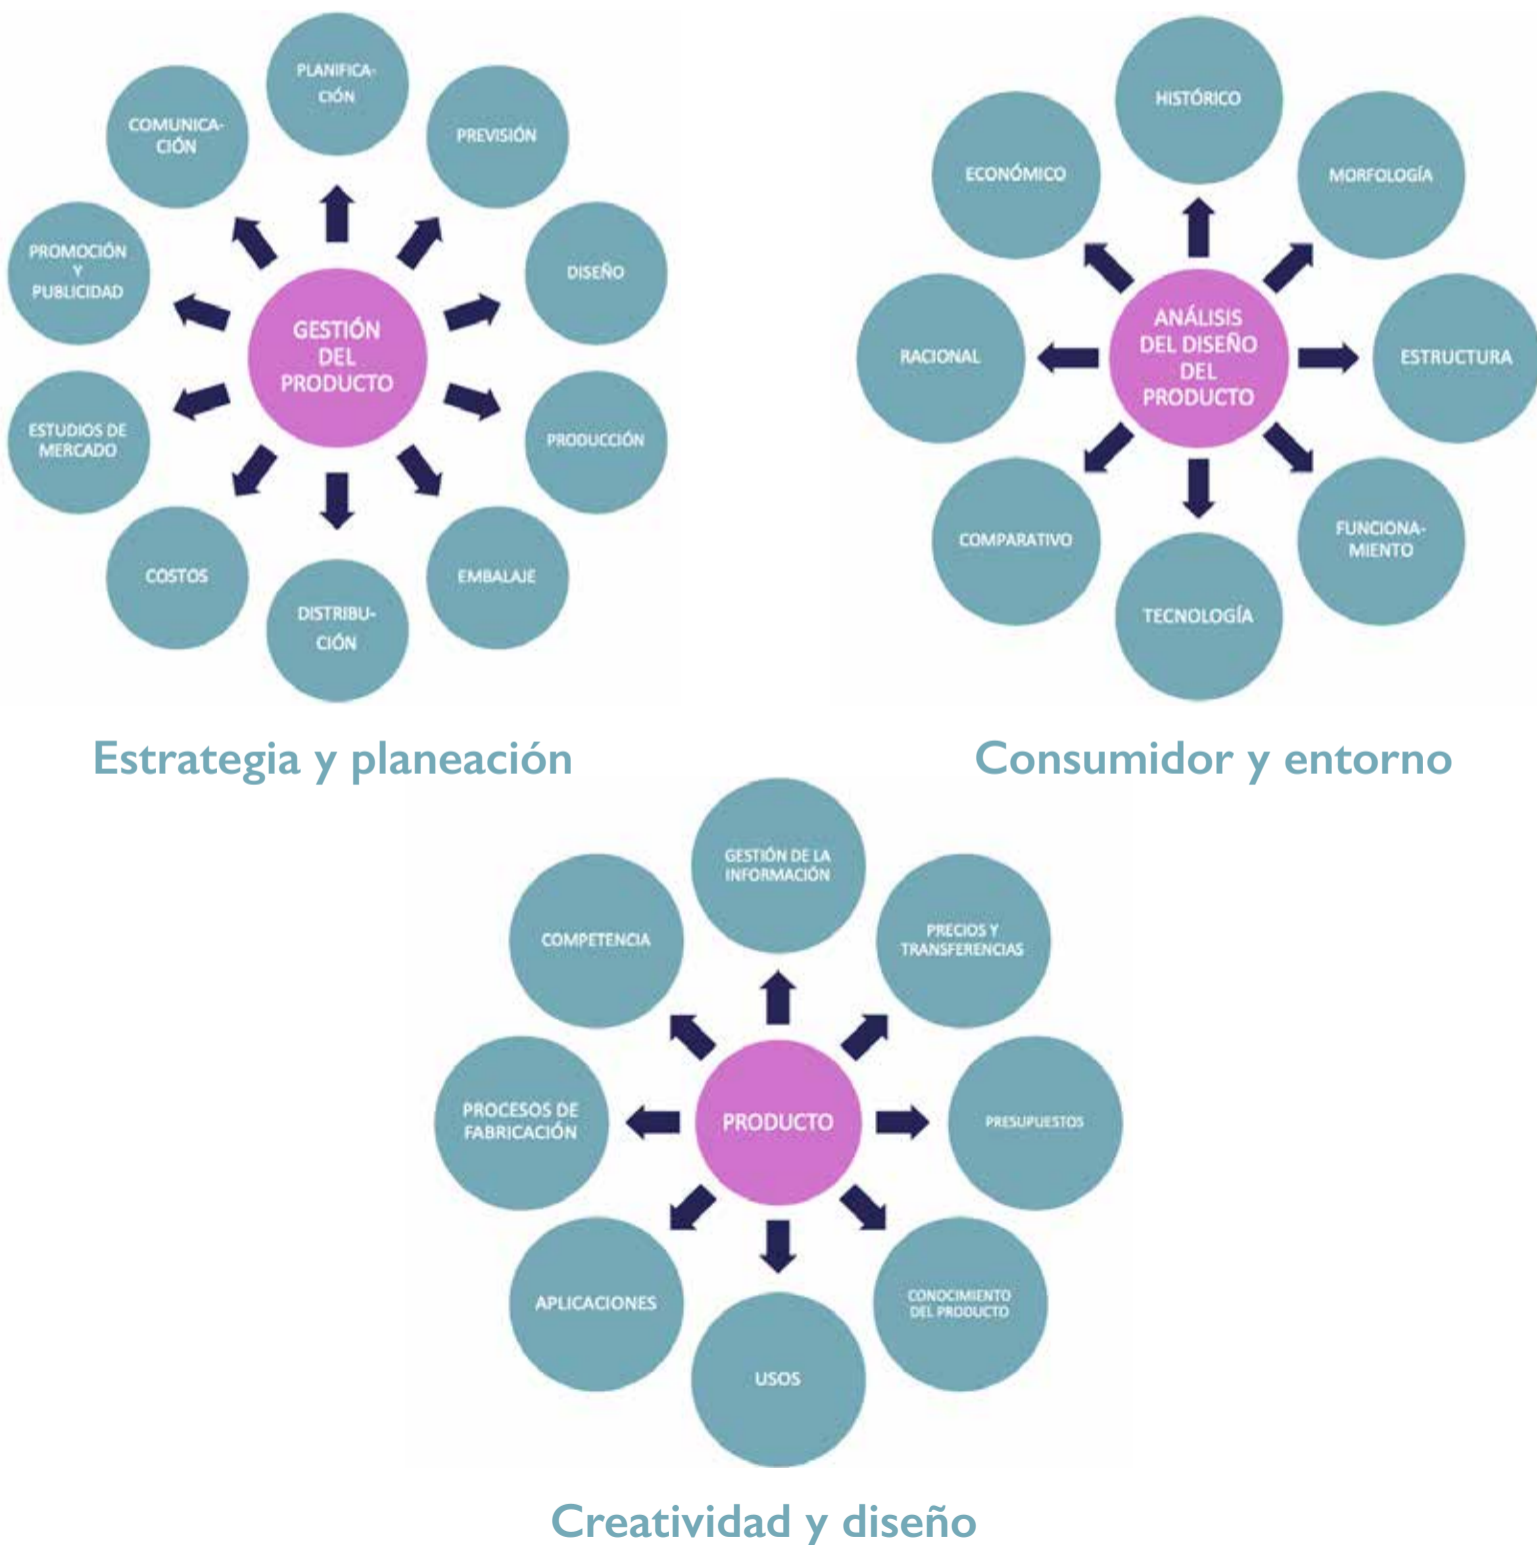 PLANIFICA-
CIÓN
PREVISIÓN
DISEÑO
PRODUCCIÓN
EMBALAJE
DISTRIBU-
CIÓN
COSTOS
ESTUDIOS DE
MERCADO
PROMOCIÓN
Y
PUBLICIDAD
COMUNICA-
CIÓN
GESTIÓN
DEL
PRODUCTO
Estrategia y planeación
HISTÓRICO
MORFOLOGÍA
ESTRUCTURA
FUNCIONA-
MIENTO
TECNOLOGÍA
COMPARATIVO
RACIONAL
ECONÓMICO
ANÁLISIS
DEL DISEÑO
DEL
PRODUCTO
Consumidor y entorno
GESTIÓN DE LA
INFORMACIÓN
PRECIOS Y
TRANSFERENCIAS
PRESUPUESTOS
CONOCIMIENTO
DEL PRODUCTO
USOS
APLICACIONES
PROCESOS DE
FABRICACIÓN
COMPETENCIA
PRODUCTO
Creatividad y diseño